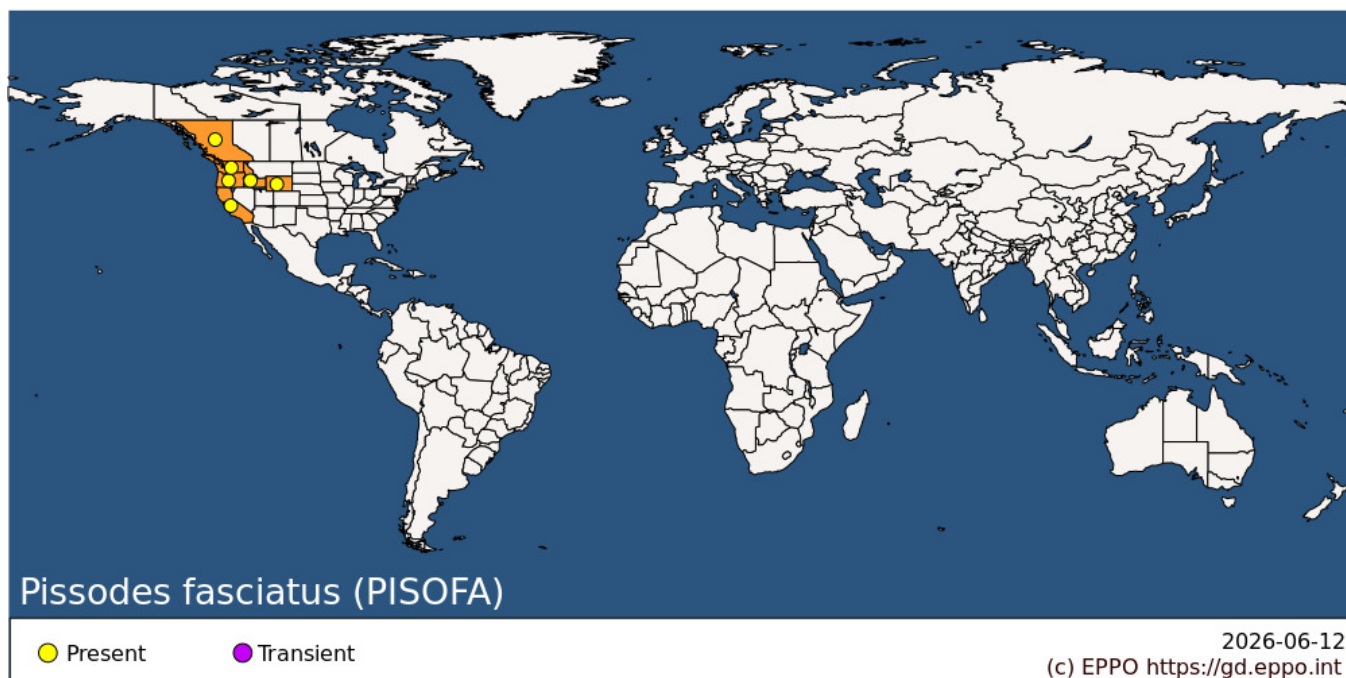 Pissodes fasciatus (PISOFA)
Present
Transient
2026-06-12
(c) EPPO https://gd.eppo.int